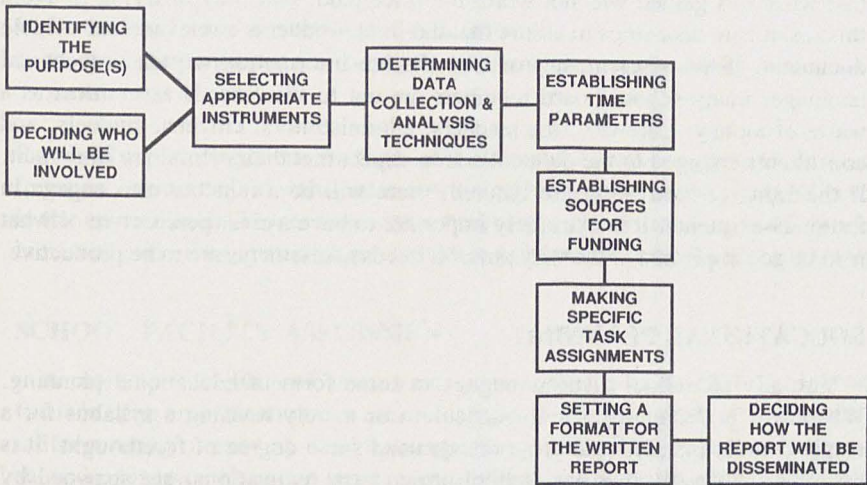 IDENTIFYING
THE
PURPOSE(S)
DECIDING WHO
WILL BE
INVOLVED
SELECTING
APPROPRIATE
INSTRUMENTS
DETERMINING
DATA
COLLECTION &
ANALYSIS
TECHNIQUES
ESTABLISHING
TIME
PARAMETERS
ESTABLISHING
SOURCES
FOR
FUNDING
MAKING
SPECIFIC
TASK
ASSIGNMENTS
SETTING A
FORMAT FOR
THE WRITTEN
REPORT
DECIDING
HOW THE
REPORT WILL BE
DISSEMINATED